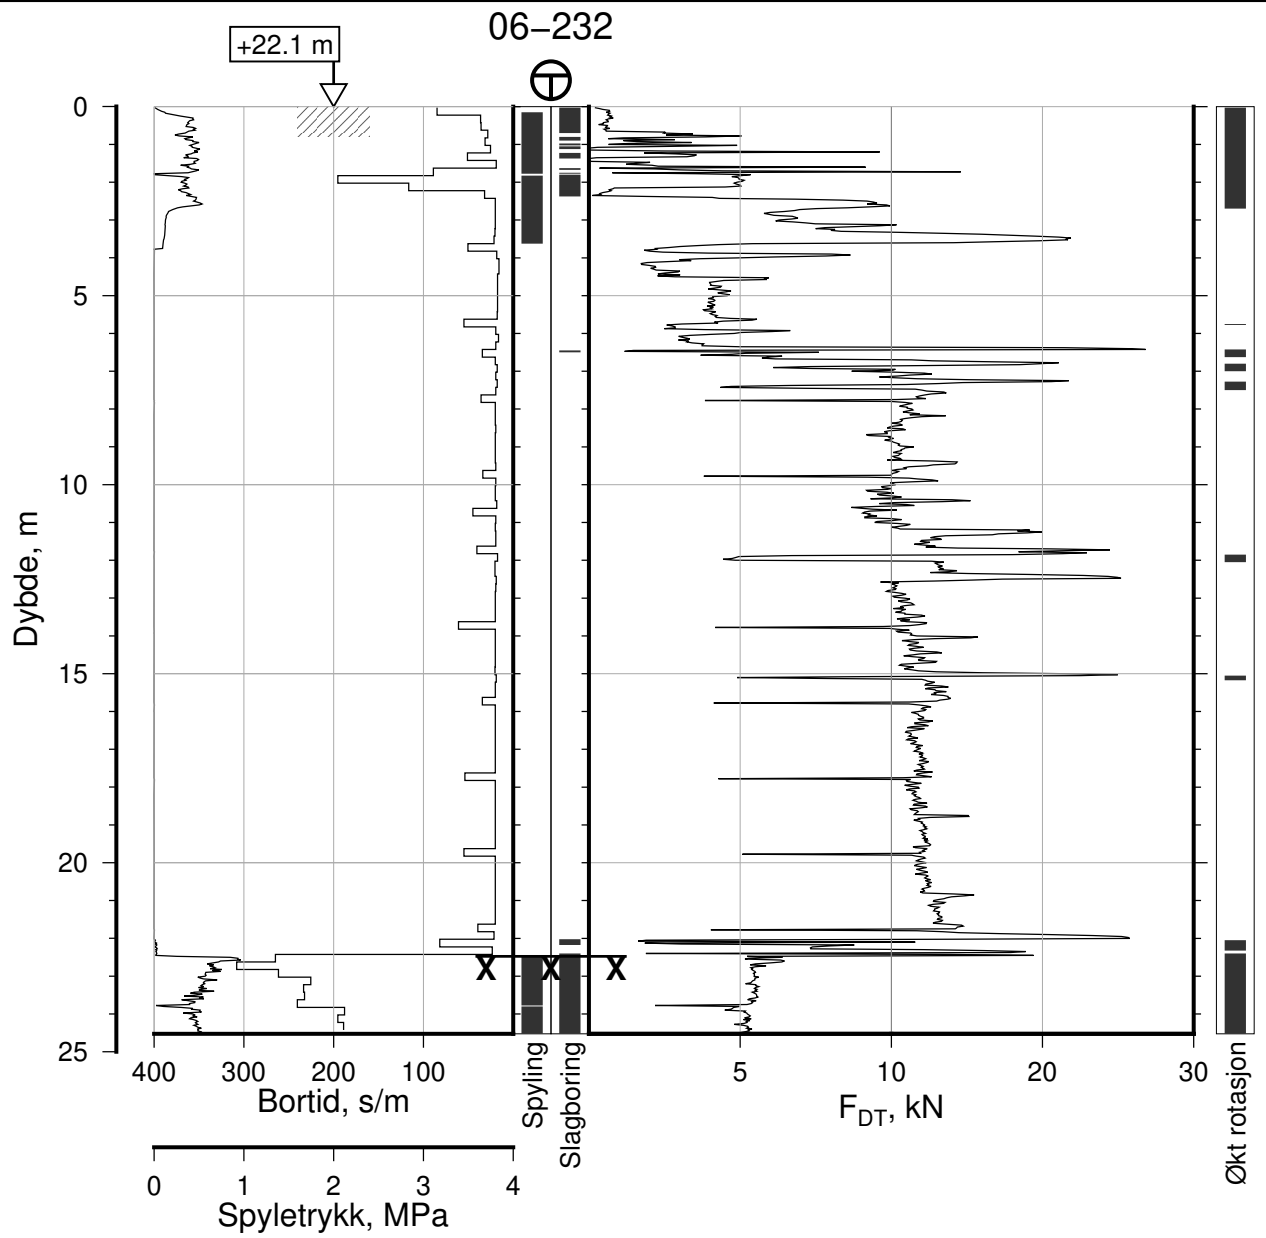 06–232
+22.1 m
0
5
10
15
20
25
Dybde, m
400 300 200 100
Bortid, s/m
0 1 2 3 4
Spyletrykk, MPa
Spyling
Slagboring
X X X
5 10 20 30
FDT, kN
Økt rotasjon